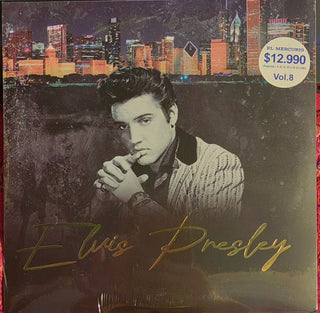 EL MERCURIO
$12.990
Vol.8
Elvis Presley